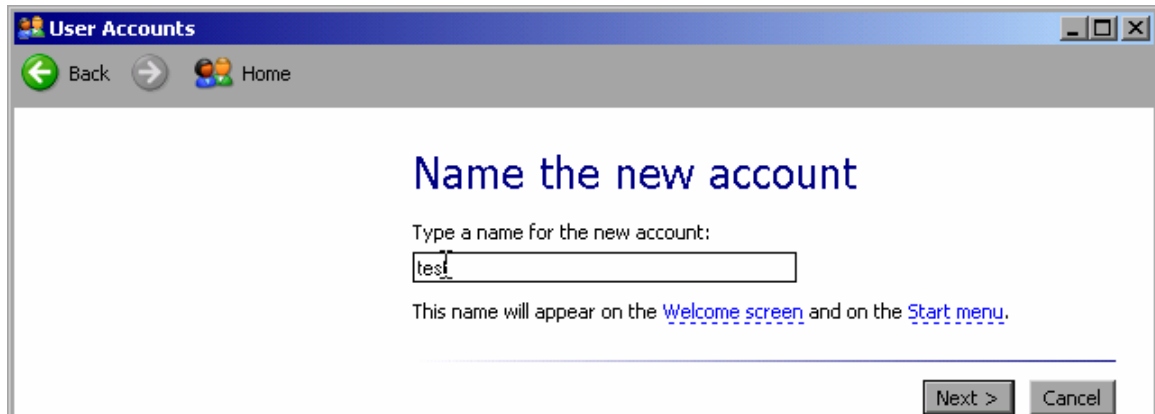 User Accounts
Back Home
Name the new account
Type a name for the new account:
test
This name will appear on the Welcome screen and on the Start menu.
Next > Cancel